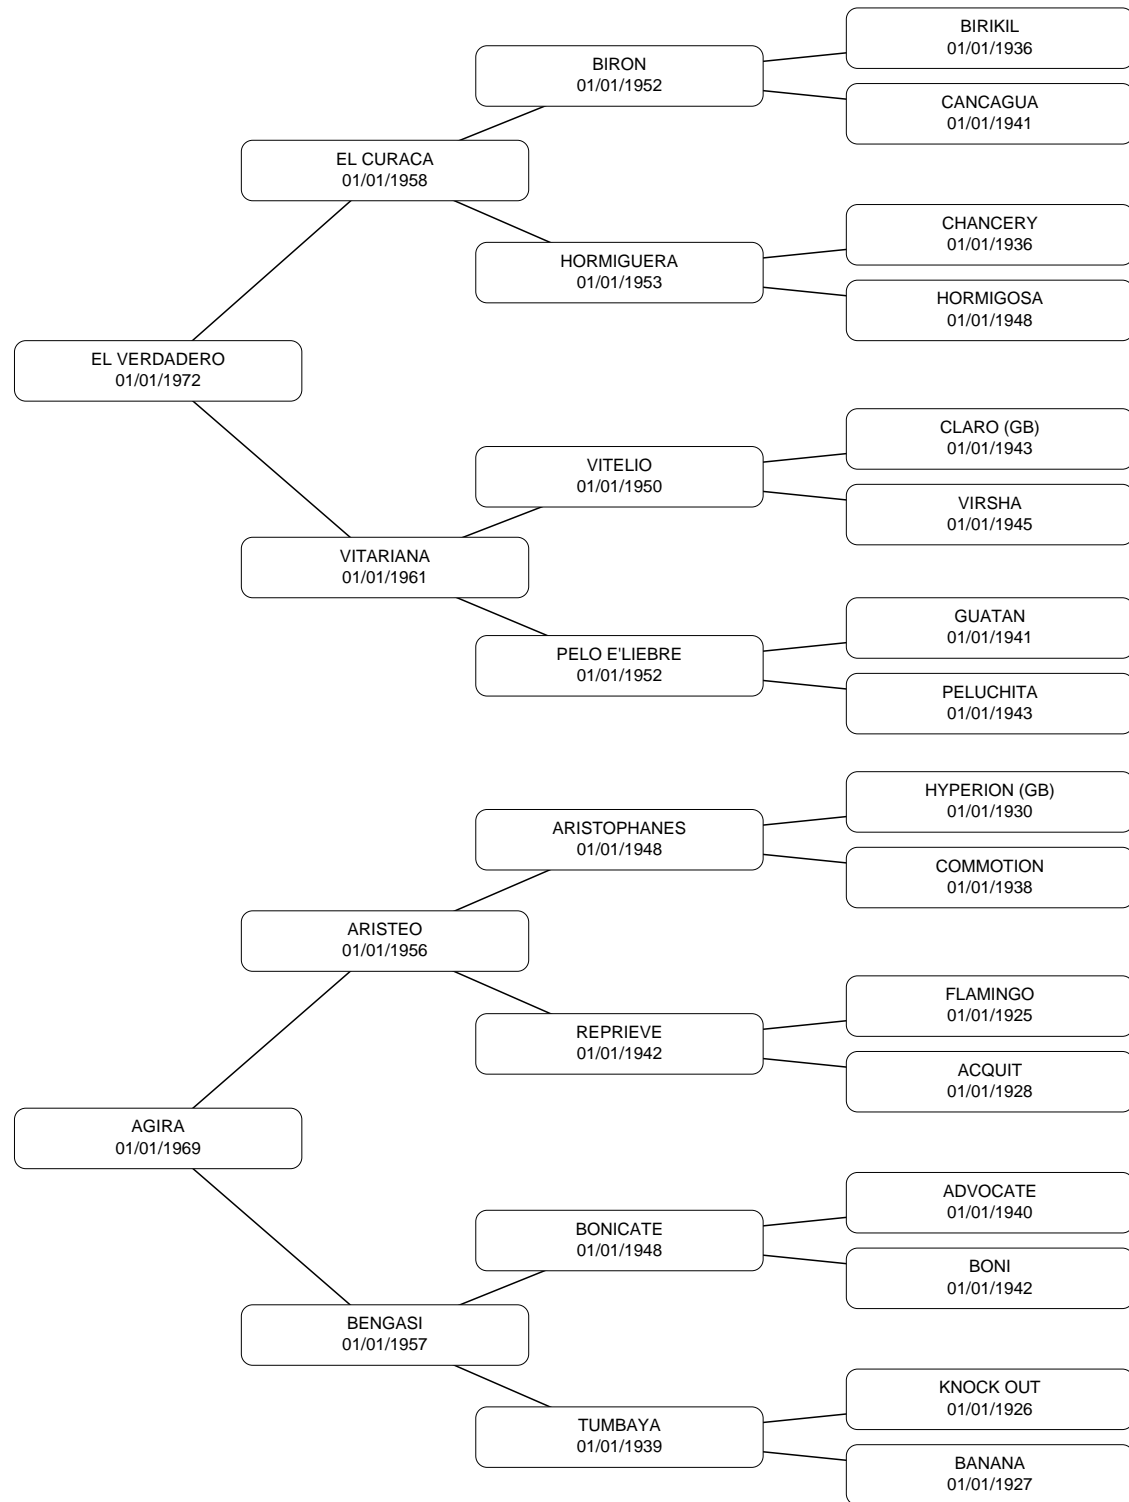 BIRIKIL
01/01/1936
BIRON
01/01/1952
CANCAGUA
01/01/1941
EL CURACA
01/01/1958
CHANCERY
01/01/1936
HORMIGUERA
01/01/1953
HORMIGOSA
01/01/1948
EL VERDADERO
01/01/1972
CLARO (GB)
01/01/1943
VITELIO
01/01/1950
VIRSHA
01/01/1945
VITARIANA
01/01/1961
GUATAN
01/01/1941
PELO E'LIEBRE
01/01/1952
PELUCHITA
01/01/1943
HYPERION (GB)
01/01/1930
ARISTOPHANES
01/01/1948
COMMOTION
01/01/1938
ARISTEO
01/01/1956
FLAMINGO
01/01/1925
REPRIEVE
01/01/1942
ACQUIT
01/01/1928
AGIRA
01/01/1969
ADVOCATE
01/01/1940
BONICATE
01/01/1948
BONI
01/01/1942
BENGASI
01/01/1957
KNOCK OUT
01/01/1926
TUMBAYA
01/01/1939
BANANA
01/01/1927